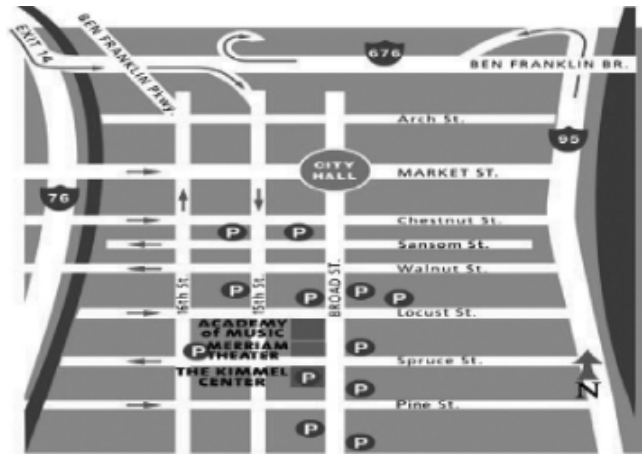 EXIT 14
BEN FRANKLIN Pkwy.
676
BEN FRANKLIN BR.
Arch St.
95
CITY
HALL
MARKET ST.
76
Chestnut St.
P
P
Sansom St.
Walnut St.
16th St.
15th St.
BROAD ST.
P
P
P
P
Locust St.
ACADEMY
of MUSIC
P
MERRIAM
THEATER
P
Spruce St.
THE KIMMEL
CENTER
P
P
N
Pine St.
P
P